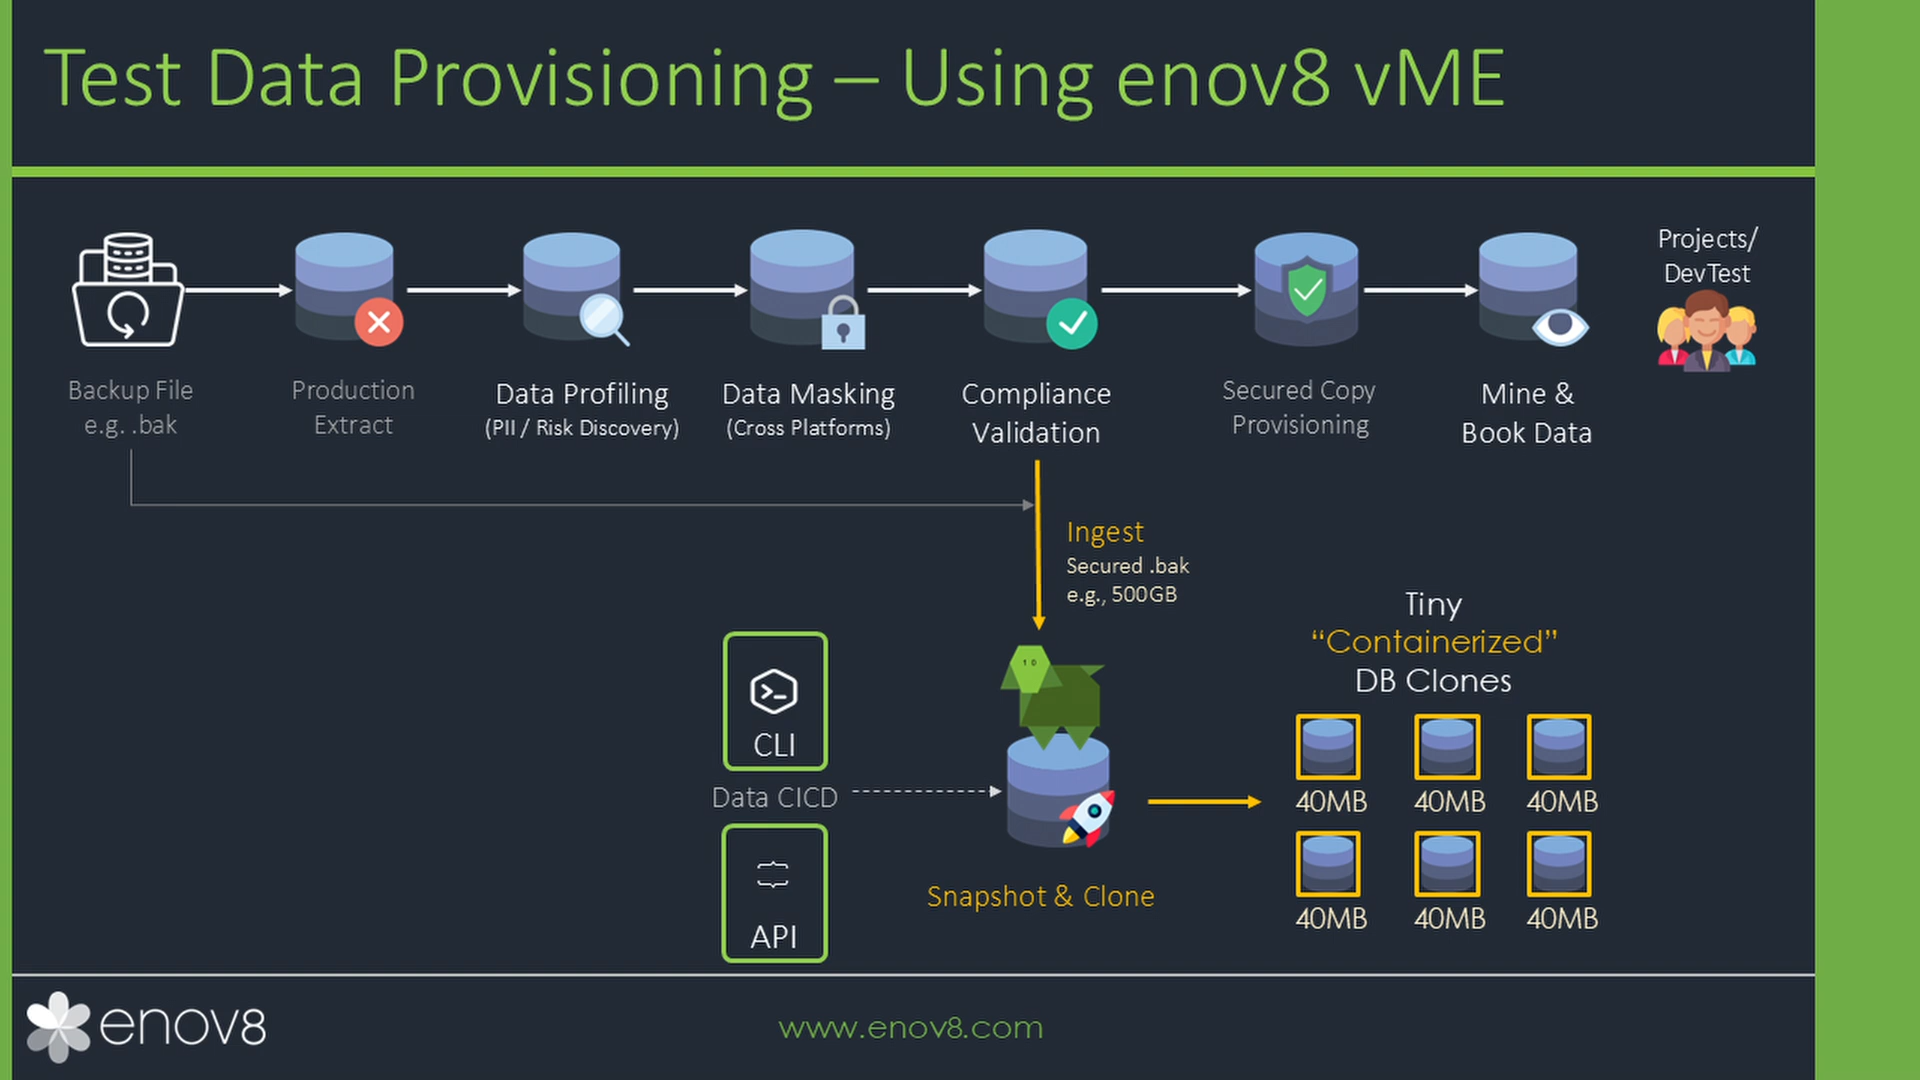 Test Data Provisioning – Using enov8 vME
Projects/
DevTest
Backup File
e.g. .bak
Production
Extract
Data Profiling
(PII / Risk Discovery)
Data Masking
(Cross Platforms)
Compliance
Validation
Secured Copy
Provisioning
Mine &
Book Data
Ingest
Secured .bak
e.g., 500GB
Tiny
“Containerized”
DB Clones
1 0
CLI
Data CICD
API
Snapshot & Clone
40MB 40MB 40MB
40MB 40MB 40MB
enov8
www.enov8.com